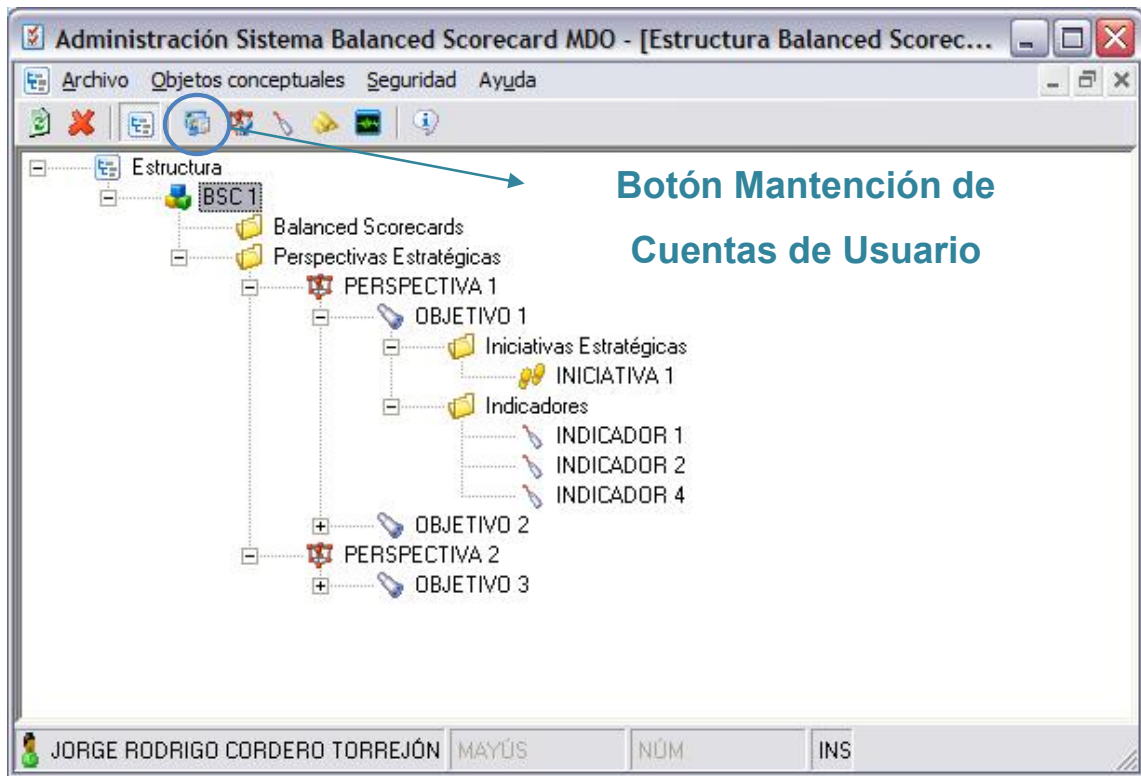 Administración Sistema Balanced Scorecard MDO - [Estructura Balanced Scorec...
Archivo Objetos conceptuales Seguridad Ayuda
Estructura
BSC 1
Balanced Scorecards
Perspectivas Estratégicas
PERSPECTIVA 1
OBJETIVO 1
Iniciativas Estratégicas
INICIATIVA 1
Indicadores
INDICADOR 1
INDICADOR 2
INDICADOR 4
OBJETIVO 2
PERSPECTIVA 2
OBJETIVO 3
Botón Mantención de
Cuentas de Usuario
JORGE RODRIGO CORDERO TORREJÓN MAYÚS NÚM INS